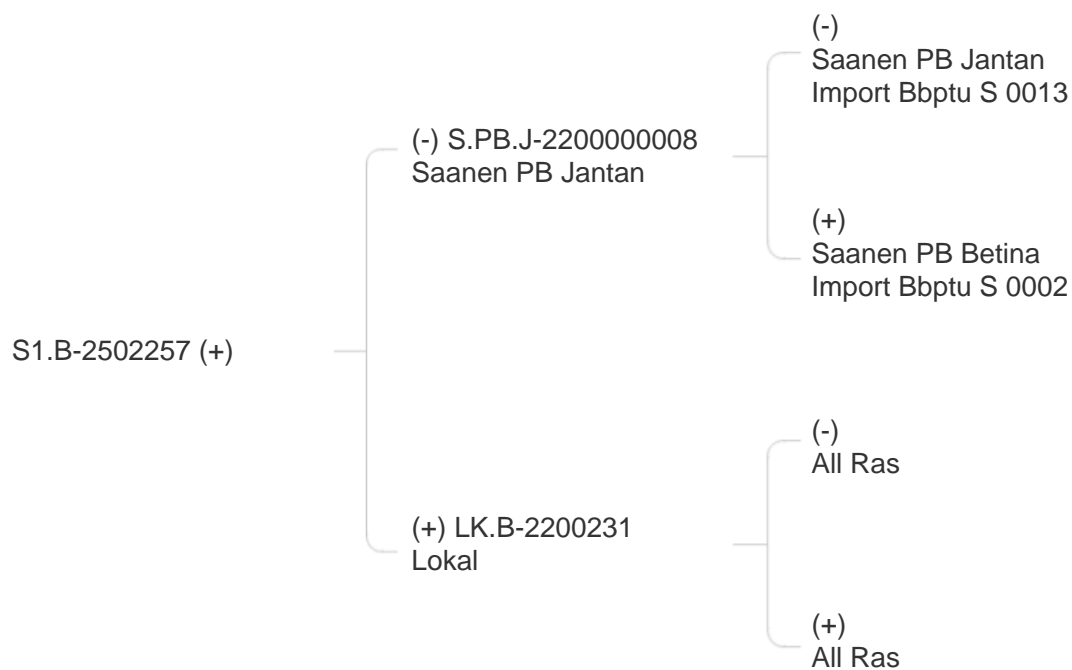 (-)
Saanen PB Jantan
Import Bbptu S 0013
(-) S.PB.J-2200000008
Saanen PB Jantan
(+)
Saanen PB Betina
Import Bbptu S 0002
S1.B-2502257 (+)
(-)
All Ras
(+) LK.B-2200231
Lokal
(+)
All Ras